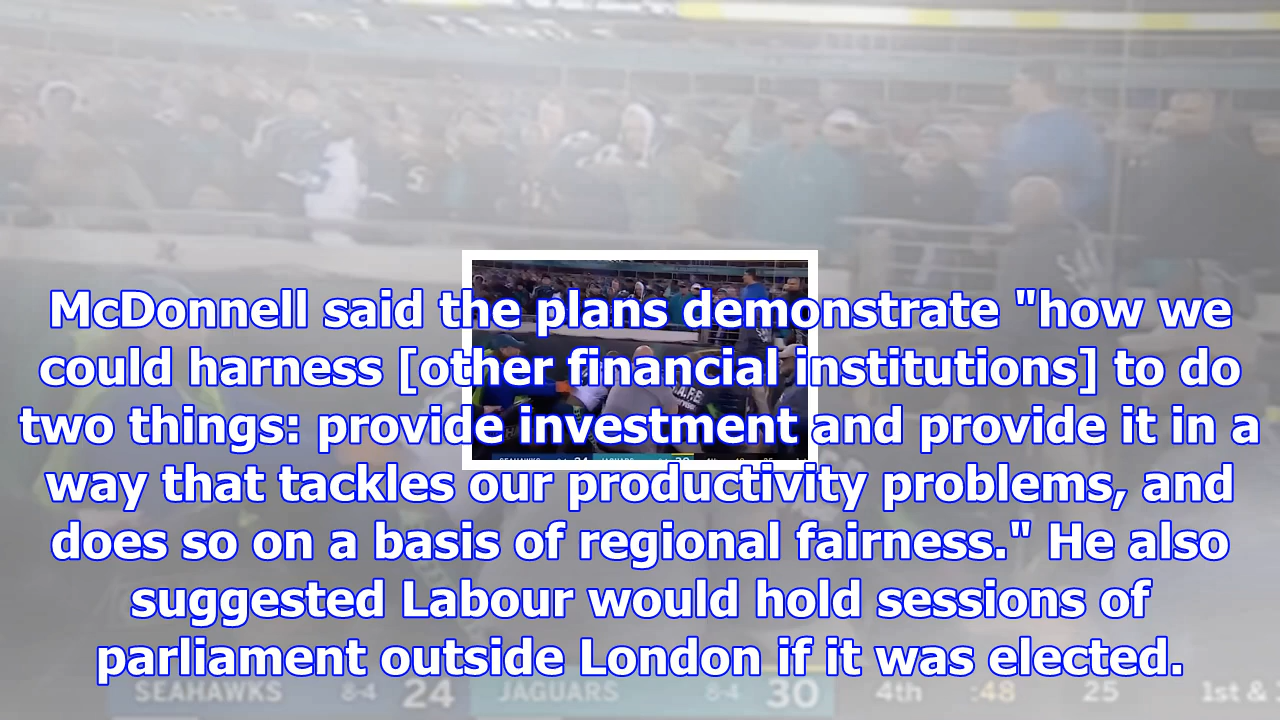 McDonnell said the plans demonstrate "how we
could harness [other financial institutions] to do
two things: provide investment and provide it in a
way that tackles our productivity problems, and
does so on a basis of regional fairness." He also
suggested Labour would hold sessions of
parliament outside London if it was elected.
SEAHAWKS 8-4 24 JAGUARS 8-4 30 4th :48 25 1st &